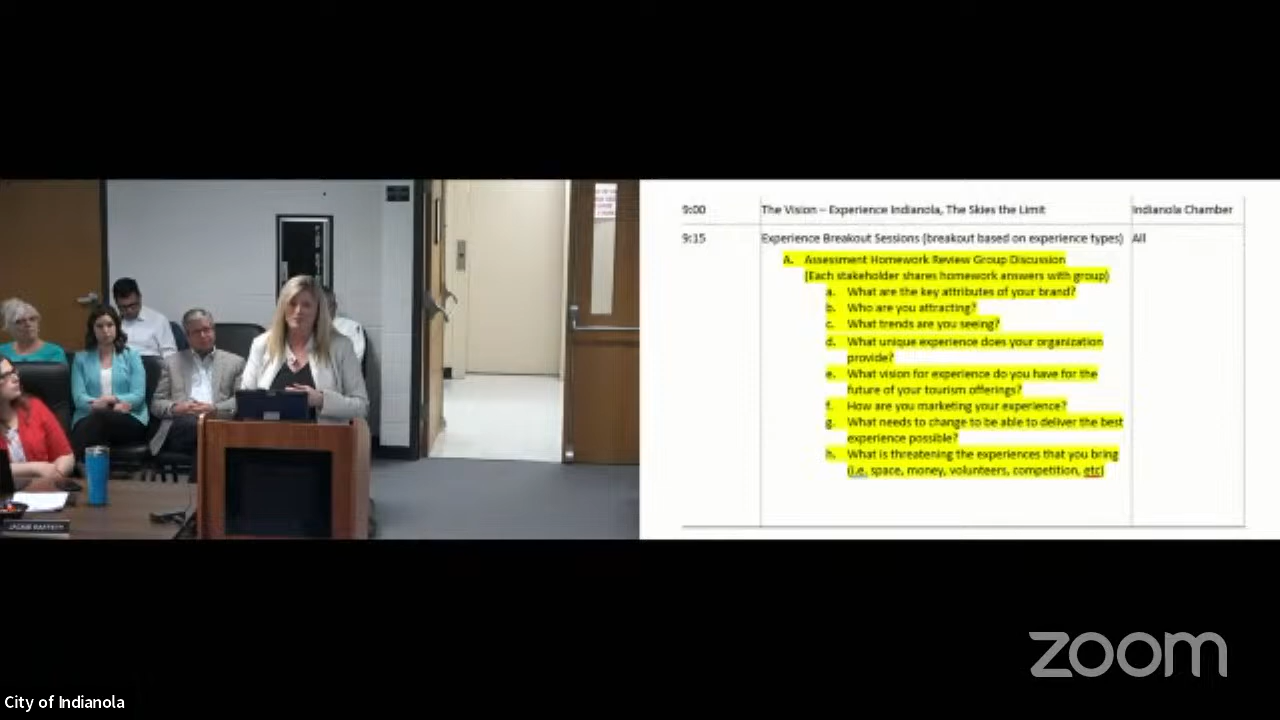 9:00 The Vision – Experience Indianola, The Skies the Limit Indianola Chamber
9:15 Experience Breakout Sessions (breakout based on experience types) All
A. Assessment Homework Review Group Discussion
(Each stakeholder shares homework answers with group)
a. What are the key attributes of your brand?
b. Who are you attracting?
c. What trends are you seeing?
d. What unique experience does your organization
provide?
e. What vision for experience do you have for the
future of your tourism offerings?
f. How are you marketing your experience?
g. What needs to change to be able to deliver the best
experience possible?
h. What is threatening the experiences that you bring
(i.e. space, money, volunteers, competition, etc)
zoom
City of Indianola